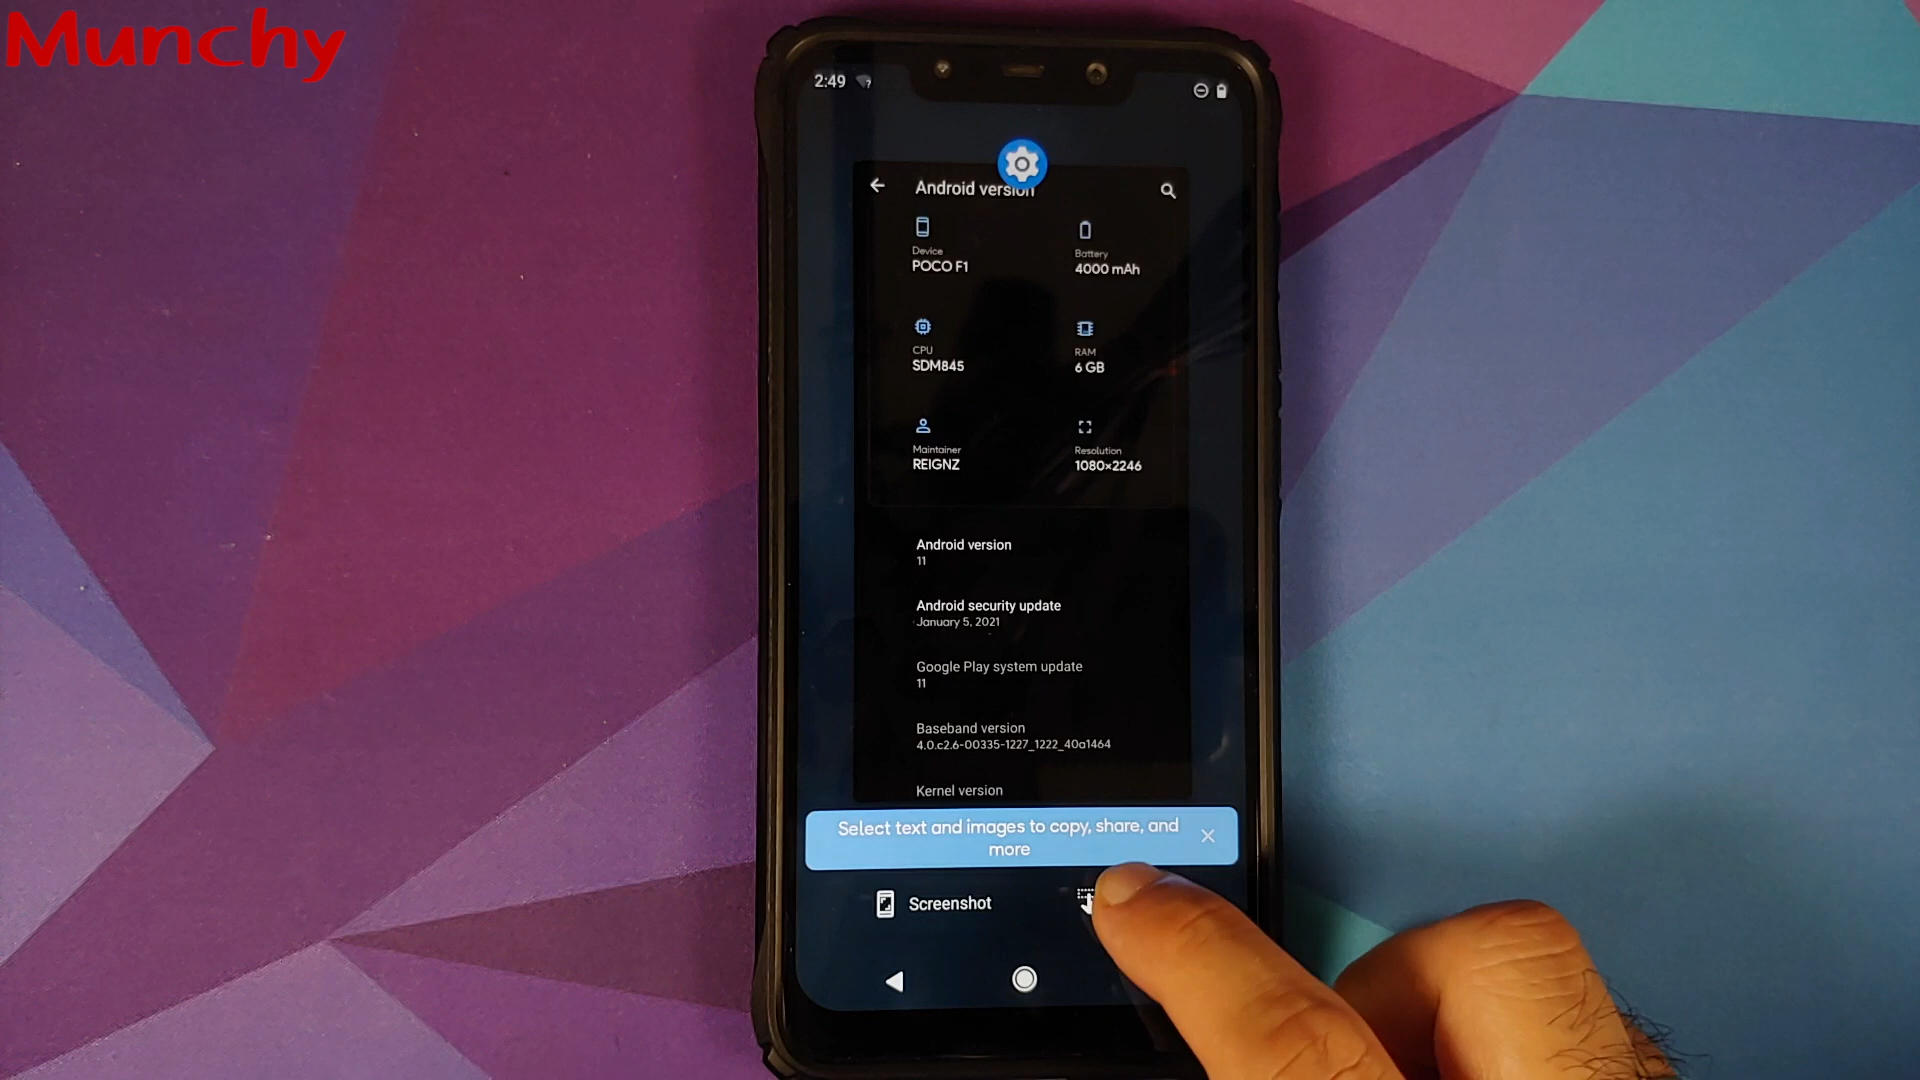 Munchy
2:49
Android version
Device
POCO F1
Battery
4000 mAh
CPU
SDM845
RAM
6 GB
Maintainer
REIGNZ
Resolution
1080×2246
Android version
11
Android security update
January 5, 2021
Google Play system update
11
Baseband version
4.0.c2.6-00335-1227_1222_40a1464
Kernel version
Select text and images to copy, share, and
more
Screenshot